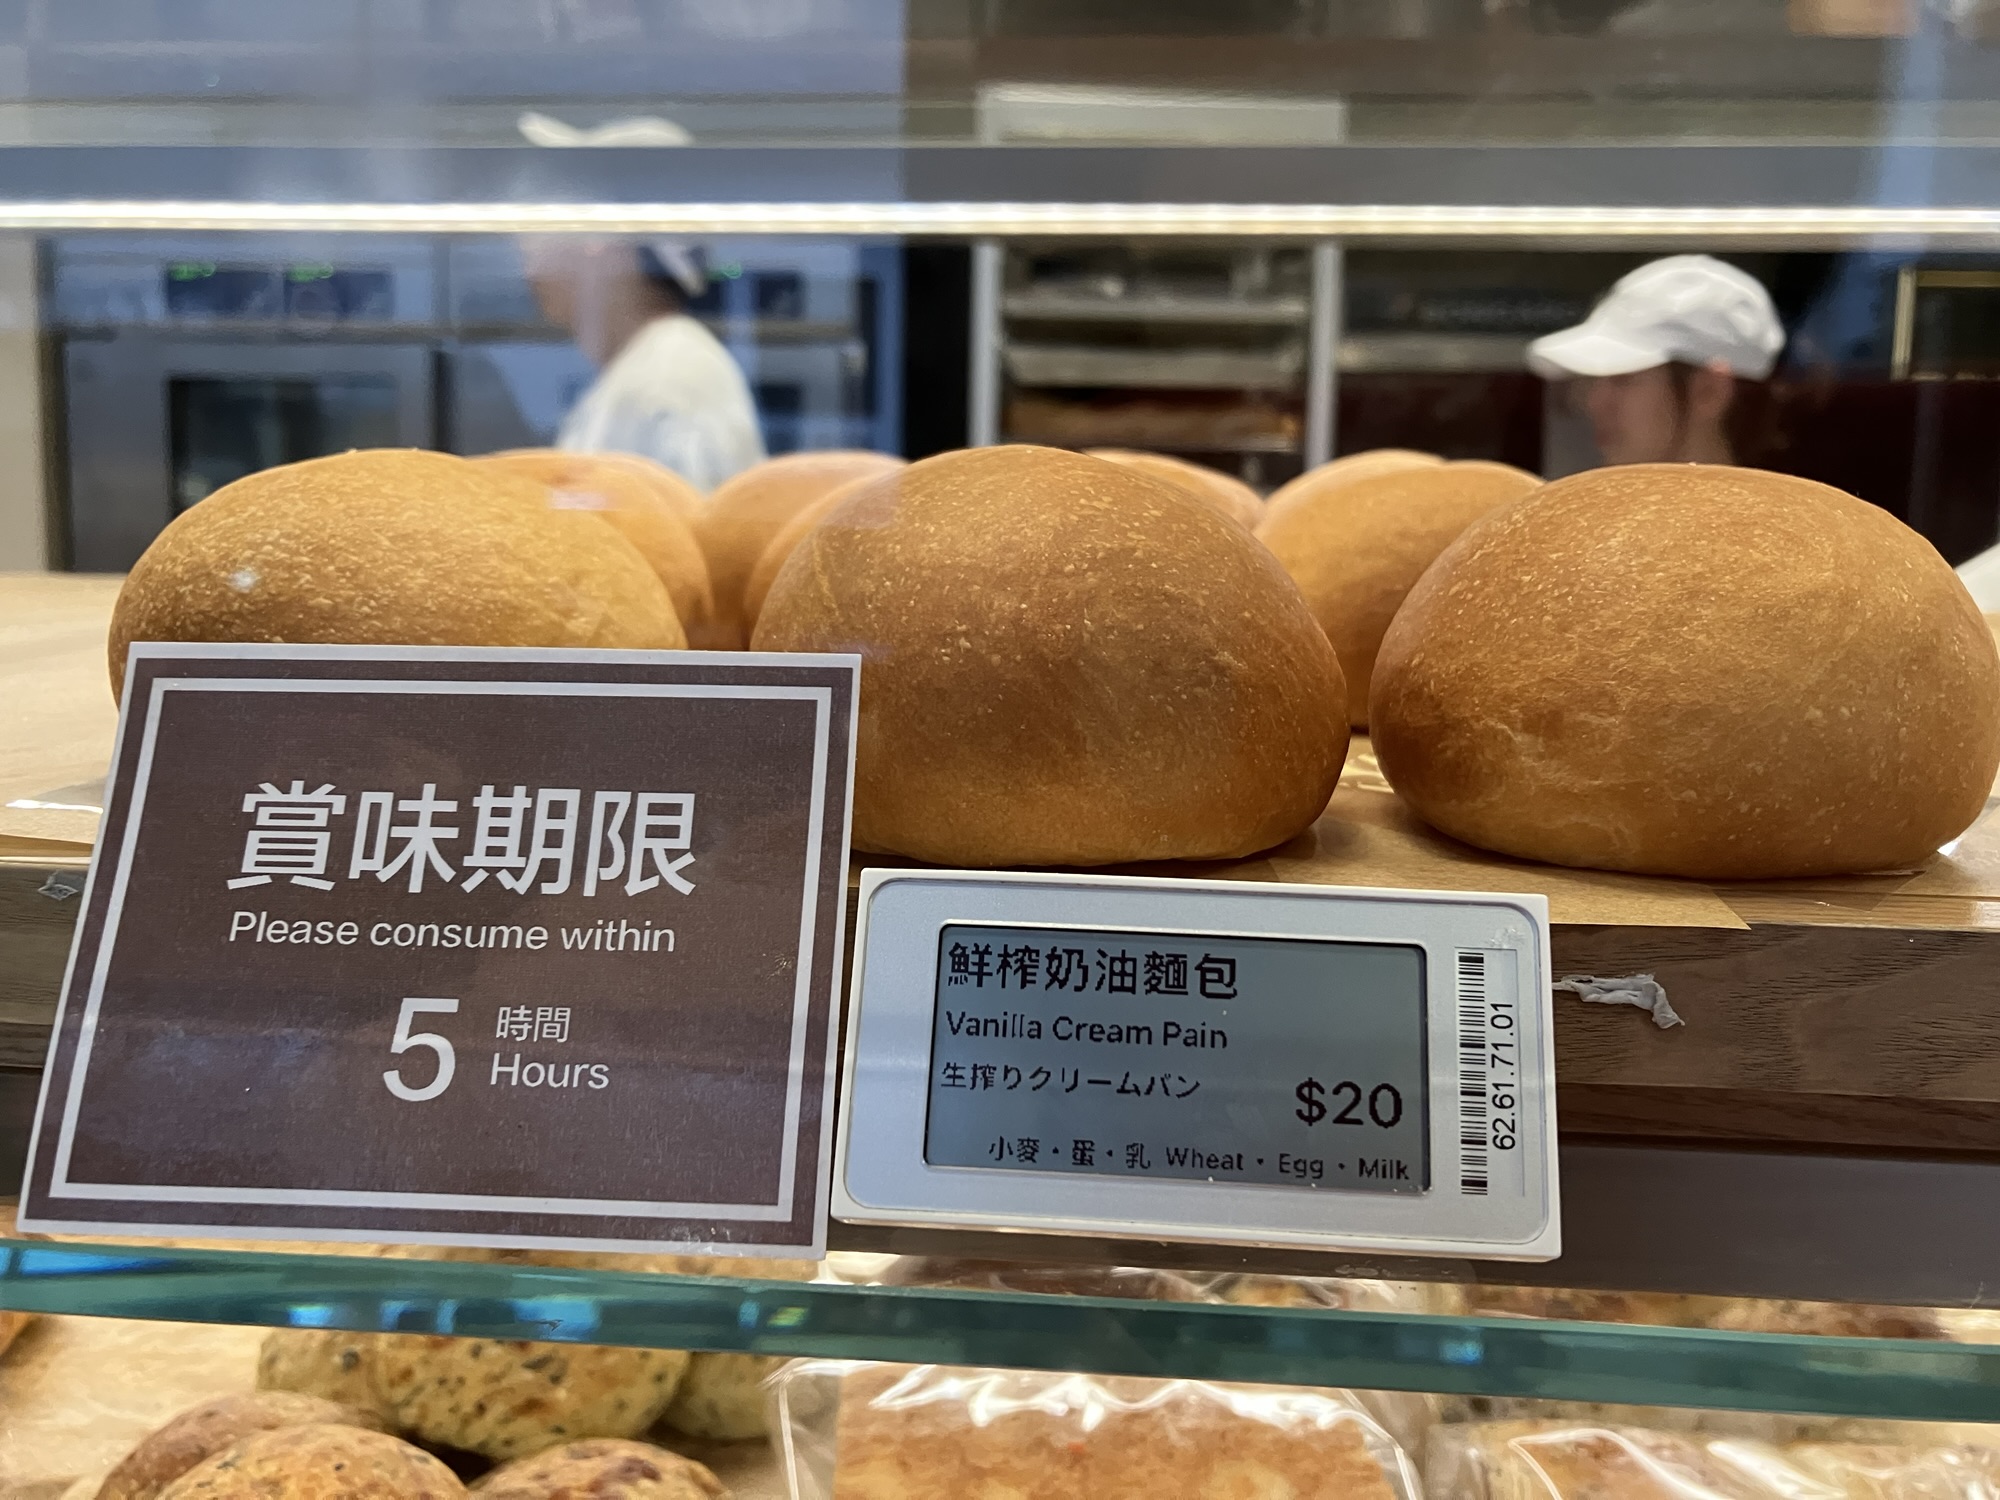 賞味期限
Please consume within
5 時間
Hours
鮮榨奶油麵包
Vanilla Cream Pain
生搾りクリームパン
$20
小麥・蛋・乳 Wheat・Egg・Milk
62.61.71.01